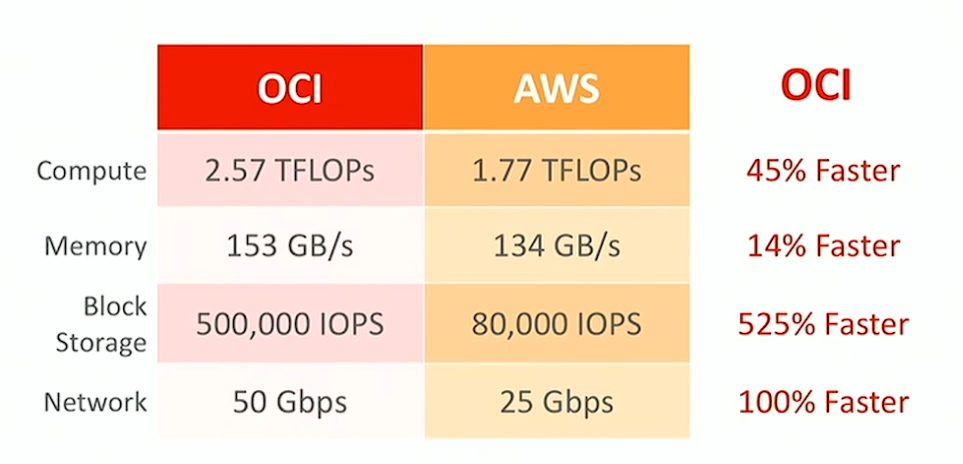 OCI AWS OCI
Compute 2.57 TFLOPs 1.77 TFLOPs 45% Faster
Memory 153 GB/s 134 GB/s 14% Faster
Block
Storage 500,000 IOPS 80,000 IOPS 525% Faster
Network 50 Gbps 25 Gbps 100% Faster